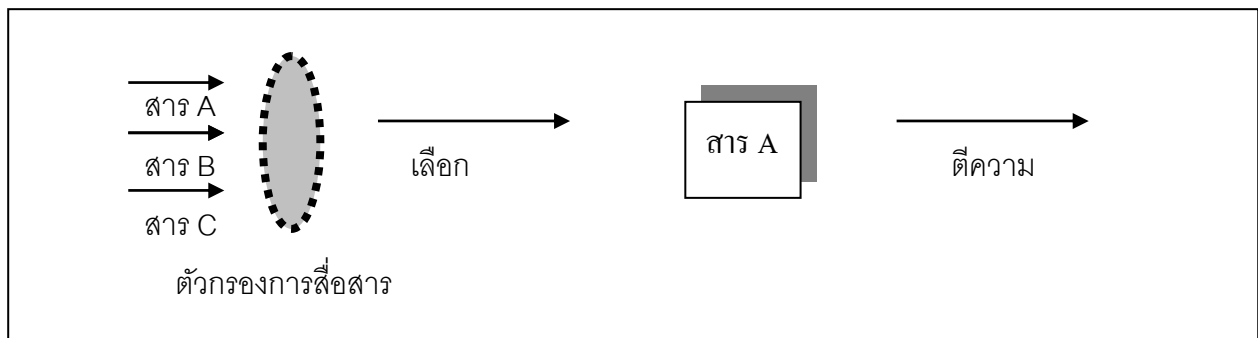 สาร A
สาร B
สาร C
ตัวกรองการสื่อสาร
เลือก
สาร A
ตีความ